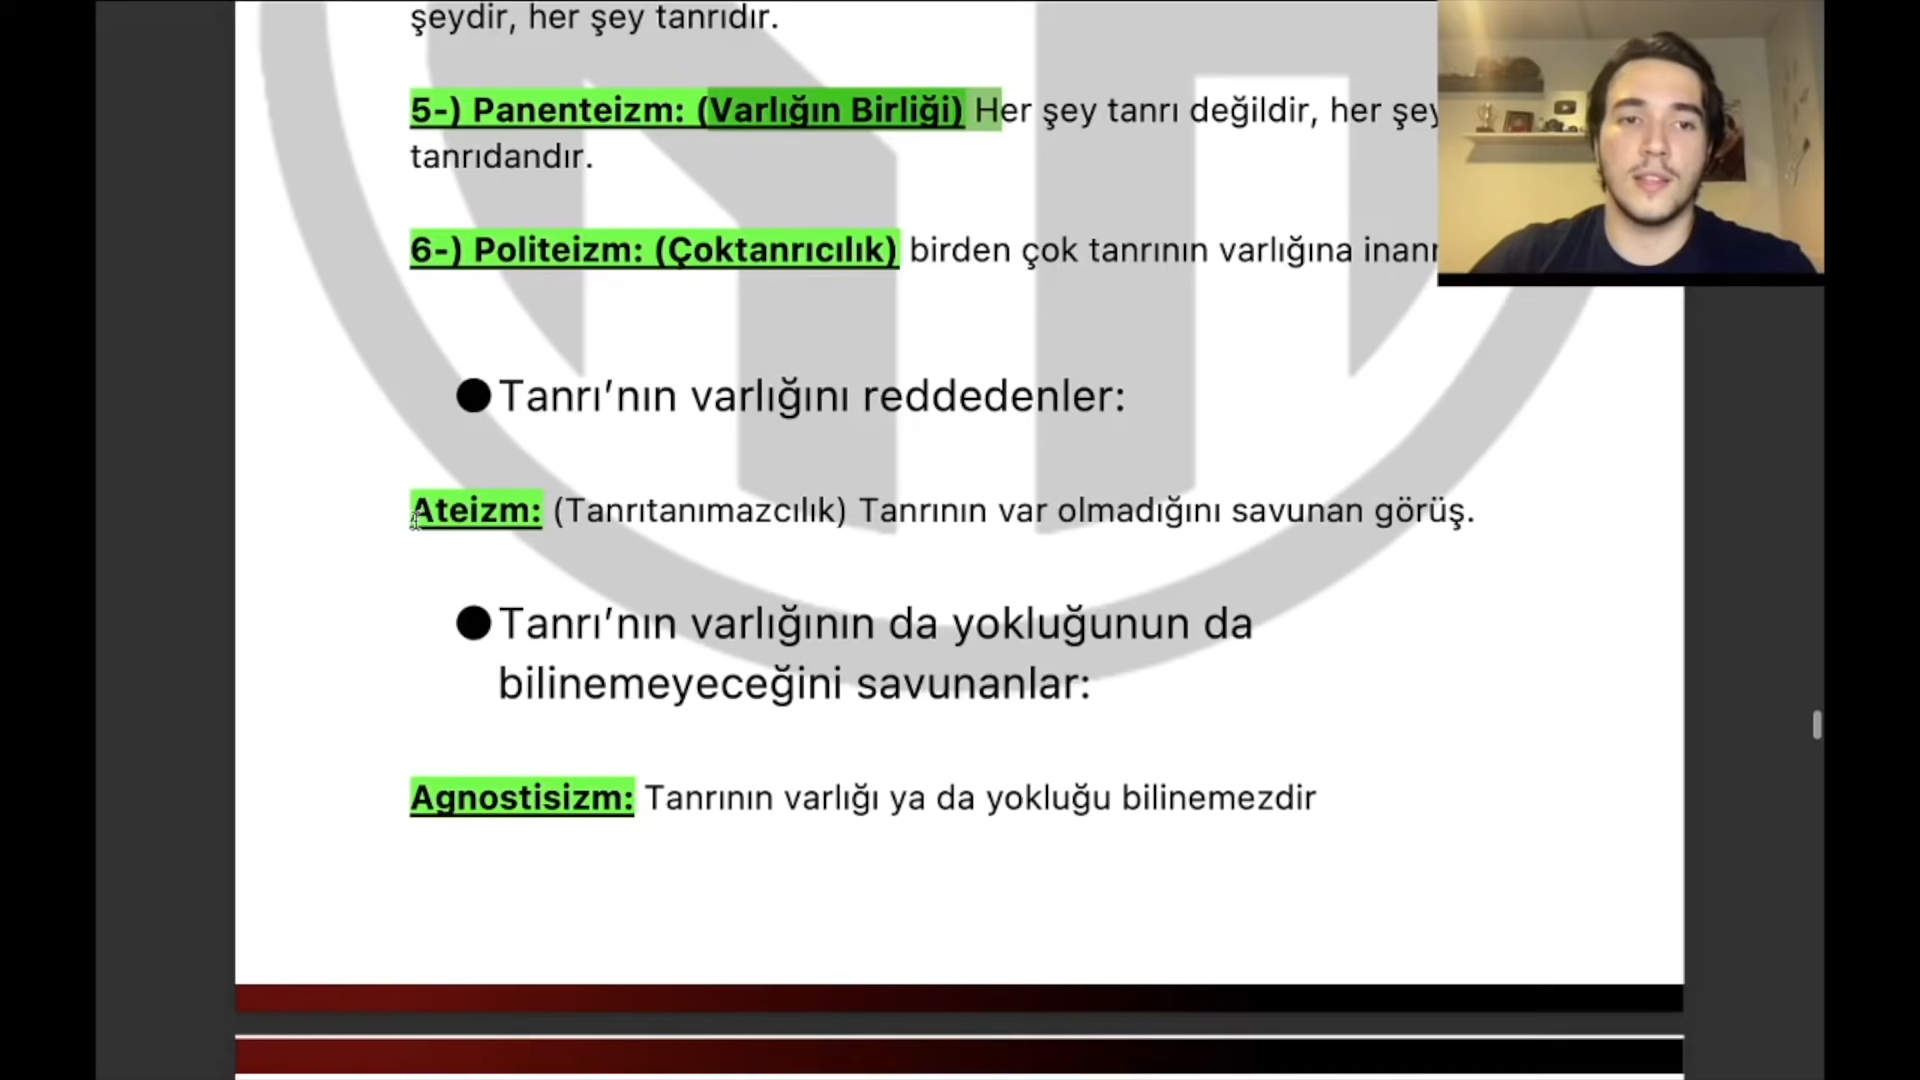 şeydir, her şey tanrıdır.
5-) Panenteizm: (Varlığın Birliği) Her şey tanrı değildir, her şey
tanrıdandır.
6-) Politeizm: (Çoktanrıcılık) birden çok tanrının varlığına
●Tanrı’nın varlığını reddedenler:
Ateizm: (Tanrıtanımazcılık) Tanrının var olmadığını savunan görüş.
●Tanrı’nın varlığının da yokluğunun da
bilinemeyeceğini savunanlar:
Agnostisizm: Tanrının varlığı ya da yokluğu bilinemezdir